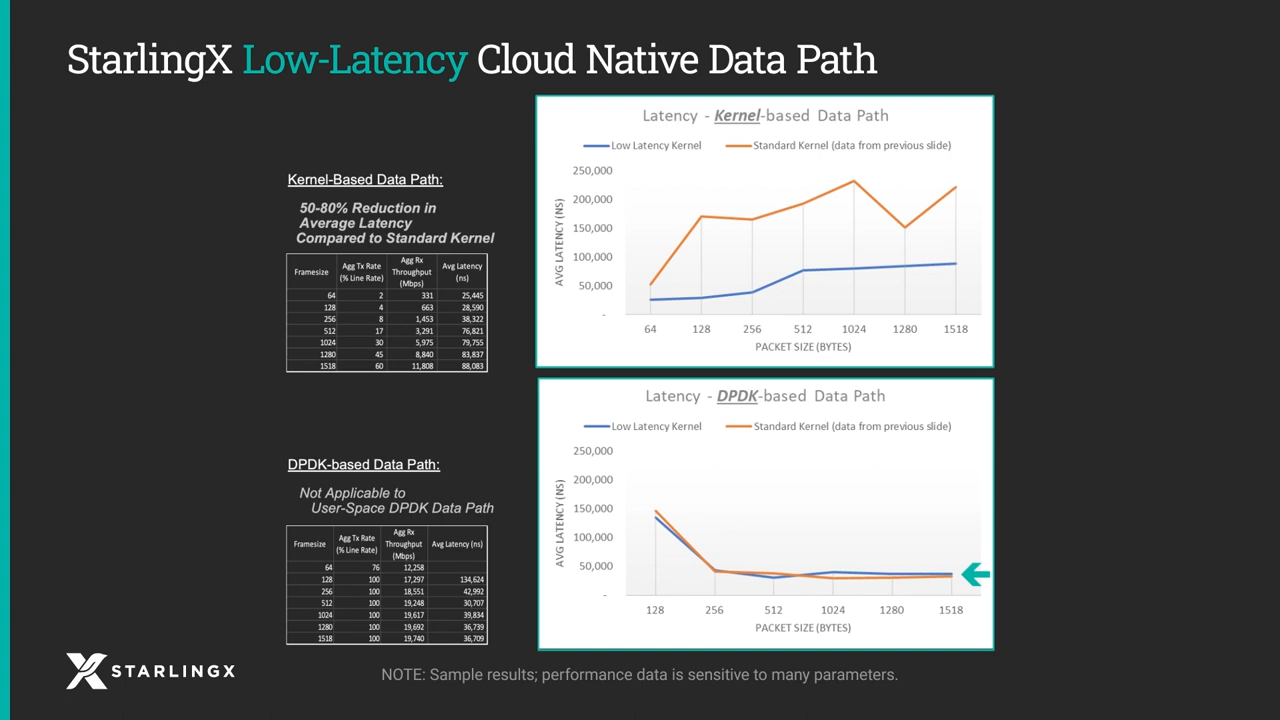 StarlingX Low-Latency Cloud Native Data Path
Kernel-Based Data Path:
50-80% Reduction in
Average Latency
Compared to Standard Kernel
Framesize Agg Tx Rate (% Line Rate) Agg Rx Throughput (Mbps) Avg Latency (ns)
64 2 331 25,445
128 4 663 28,590
256 8 1,453 38,322
512 17 3,291 76,821
1024 30 5,975 79,755
1280 45 8,840 83,837
1518 60 11,808 88,083
Latency - Kernel-based Data Path
Low Latency Kernel Standard Kernel (data from previous slide)
AVG LATENCY (NS)
250,000
200,000
150,000
100,000
50,000
-
64 128 256 512 1024 1280 1518
PACKET SIZE (BYTES)
DPDK-based Data Path:
Not Applicable to
User-Space DPDK Data Path
Framesize Agg Tx Rate (% Line Rate) Agg Rx Throughput (Mbps) Avg Latency (ns)
64 76 12,258
128 100 17,297 134,624
256 100 18,551 42,992
512 100 19,248 30,707
1024 100 19,617 39,834
1280 100 19,692 36,739
1518 100 19,740 36,709
Latency - DPDK-based Data Path
Low Latency Kernel Standard Kernel (data from previous slide)
AVG LATENCY (NS)
250,000
200,000
150,000
100,000
50,000
-
128 256 512 1024 1280 1518
PACKET SIZE (BYTES)
STARLINGX
NOTE: Sample results; performance data is sensitive to many parameters.